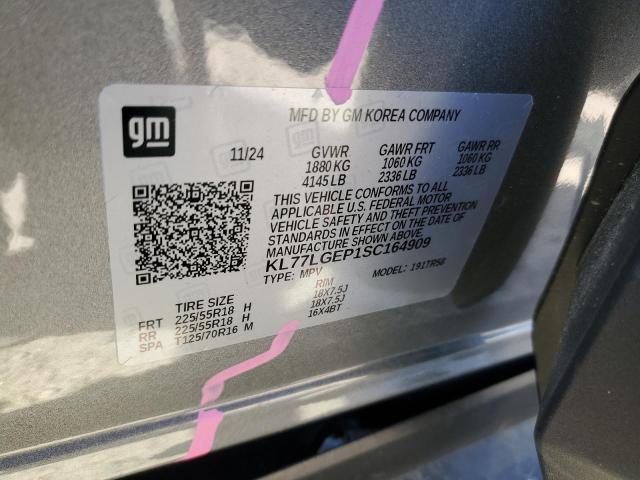 gm
MFD BY GM KOREA COMPANY
11/24 GVWR GAWR FRT GAWR RR
1880 KG 1060 KG 1060 KG
4145 LB 2336 LB 2336 LB
THIS VEHICLE CONFORMS TO ALL
APPLICABLE U.S. FEDERAL MOTOR
VEHICLE SAFETY AND THEFT PREVENTION
STANDARDS IN EFFECT ON THE DATE OF
MANUFACTURE SHOWN ABOVE
KL77LGEP1SC164909
TYPE: MPV MODEL: 191TR58
TIRE SIZE RIM
FRT 225/55R18 H 18X7.5J
RR 225/55R18 H 18X7.5J
SPA T125/70R16 M 16X4BT